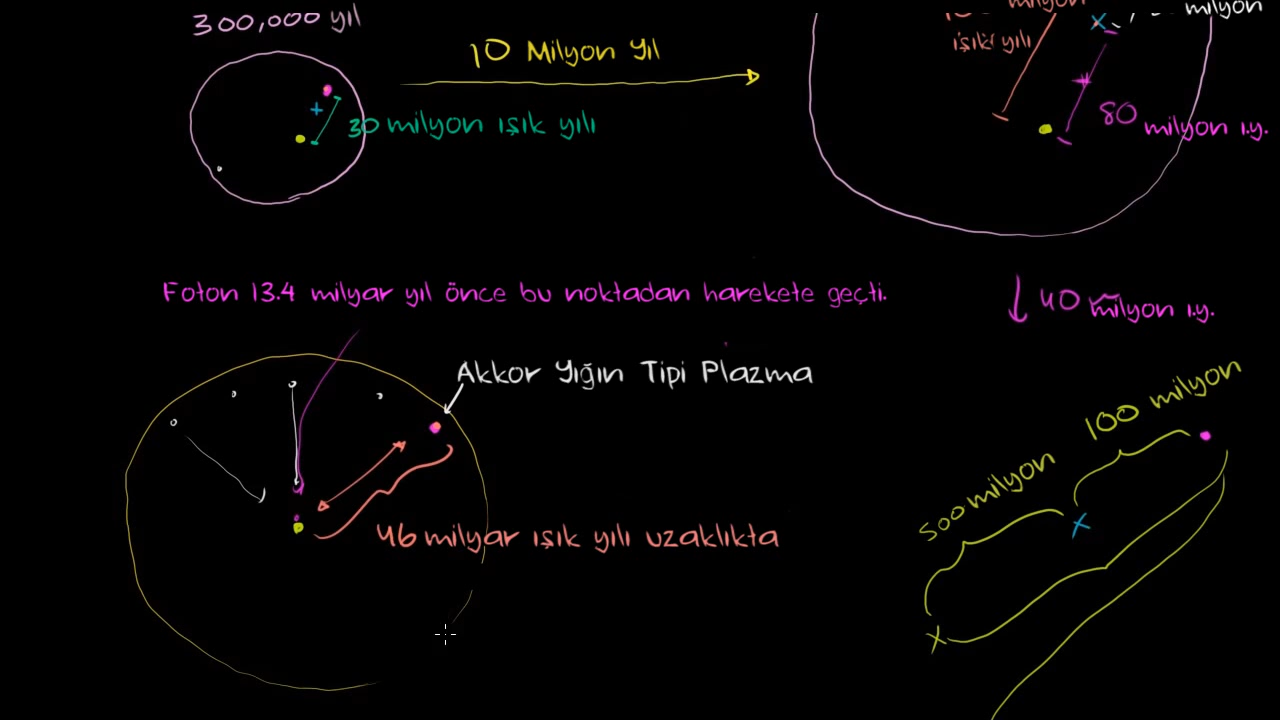 300,000 yıl
10 Milyon Yıl
30 milyon ışık yılı
milyon
milyon
ışık yılı
80 milyon ı.y.
Foton 13.4 milyar yıl önce bu noktadan harekete geçti.
40 milyon ı.y.
Akkor Yığın Tipi Plazma
100 milyon
500 milyon
46 milyar ışık yılı uzaklıkta